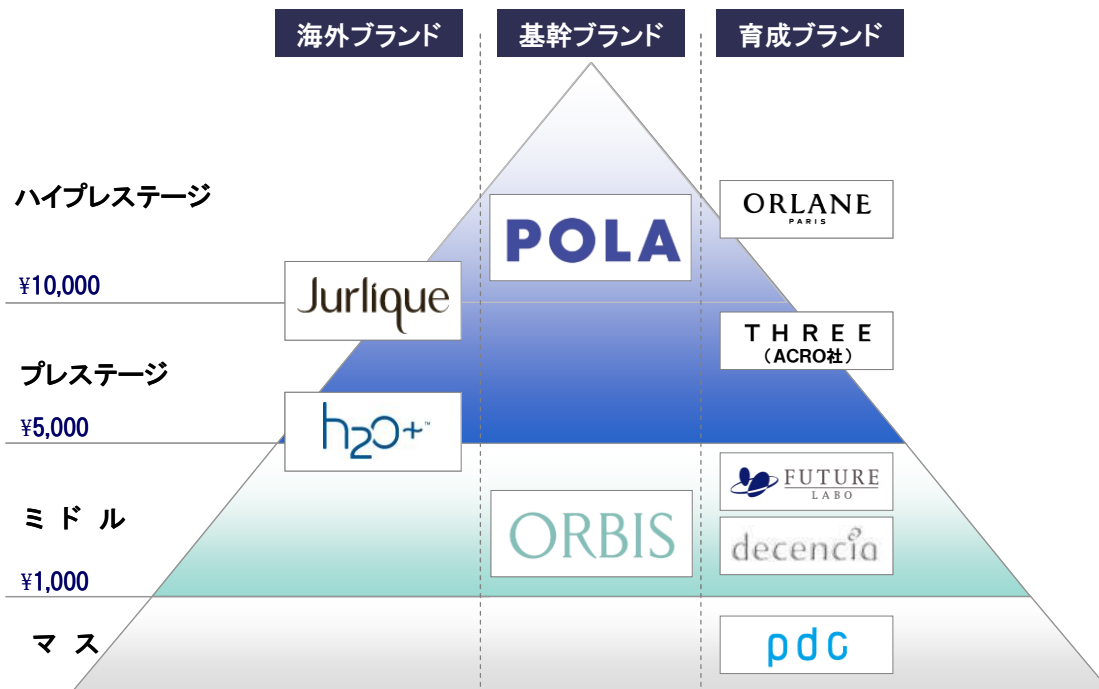 海外ブランド
基幹ブランド
育成ブランド
ハイプレステージ
POLA
ORLANE
PARIS
¥10,000
Jurlique
THREE
(ACRO社)
プレステージ
¥5,000
h2o+™
FUTURE
LABO
ミドル
ORBIS
decencia
¥1,000
マス
pdc